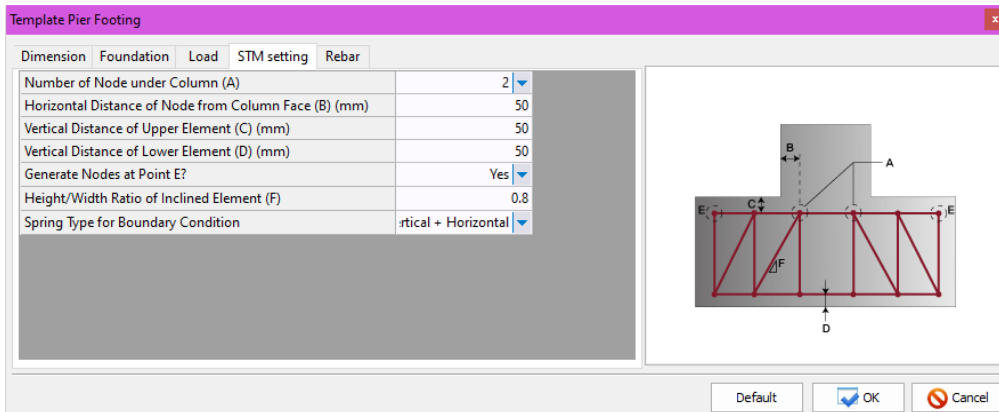 Template Pier Footing
x
Dimension Foundation Load STM setting Rebar
Number of Node under Column (A) 2
Horizontal Distance of Node from Column Face (B) (mm) 50
Vertical Distance of Upper Element (C) (mm) 50
Vertical Distance of Lower Element (D) (mm) 50
Generate Nodes at Point E? Yes
Height/Width Ratio of Inclined Element (F) 0.8
Spring Type for Boundary Condition rtical + Horizontal
B
A
C
E E
F
D
Default OK Cancel